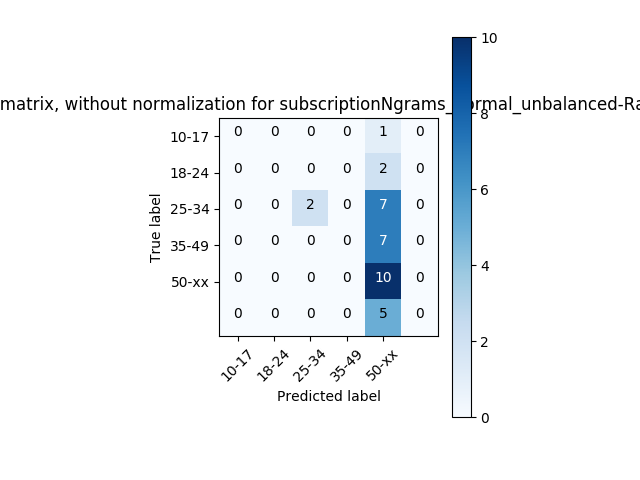 matrix, without normalization for subscriptionNgrams_normal_unbalanced-Ra
10
8
6
4
2
0
True label
10-17 0 0 0 0 1 0
18-24 0 0 0 0 2 0
25-34 0 0 2 0 7 0
35-49 0 0 0 0 7 0
50-xx 0 0 0 0 10 0
0 0 0 0 5 0
10-17 18-24 25-34 35-49 50-xx
Predicted label